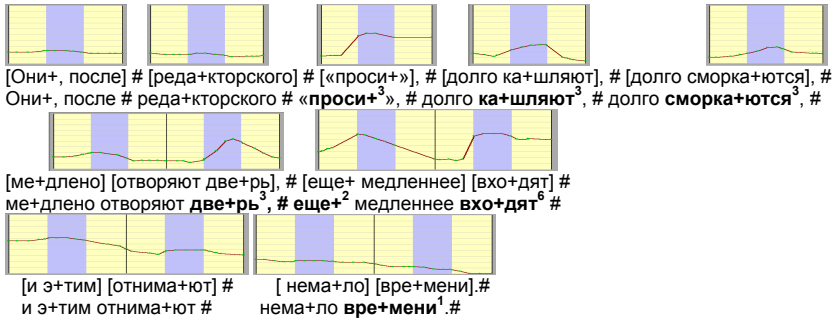 [Они+, после] # [реда+кторского] # [«проси+»], # [долго ка+шляют], # [долго сморка+ются], #
Они+, после # реда+кторского # «проси+³», # долго ка+шляют³, # долго сморка+ются³, #
[ме+длено] [отворяют две+рь], # [еще+ медленнее] [вхо+дят] #
ме+длено отворяют две+рь³, # еще+² медленнее вхо+дят⁶ #
[и э+тим] [отнима+ют] # [ нема+ло] [вре+мени].#
и э+тим отнима+ют # нема+ло вре+мени¹.#